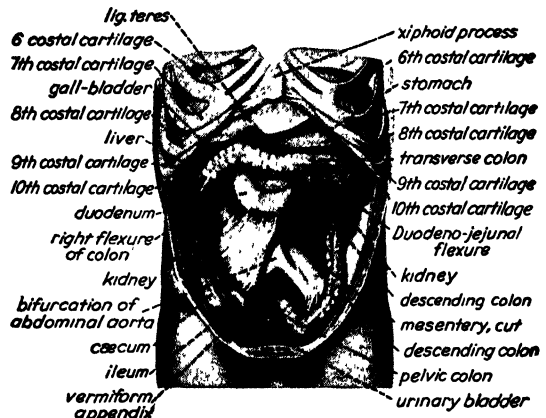 lig. teres
6 costal cartilage
7th costal cartilage
gall-bladder
8th costal cartilage
liver
9th costal cartilage
10th costal cartilage
duodenum
right flexure
of colon
kidney
bifurcation of
abdominal aorta
cæcum
ileum
vermiform
appendix
xiphoid process
6th costal cartilage
stomach
7th costal cartilage
8th costal cartilage
transverse colon
9th costal cartilage
10th costal cartilage
Duodeno-jejunal
flexure
kidney
descending colon
mesentery, cut
descending colon
pelvic colon
urinary bladder